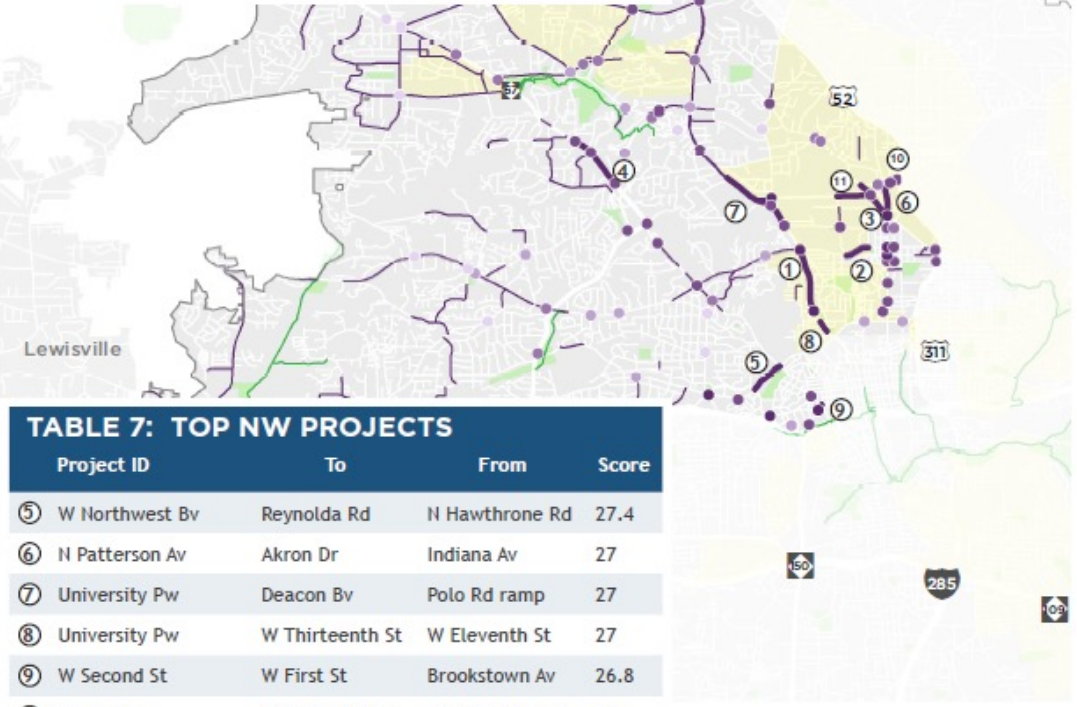 57
52
10
11
4
6
7
3
1
2
8
Lewisville
311
5
9
TABLE 7: TOP NW PROJECTS
Project ID To From Score
5 W Northwest Bv Reynolda Rd N Hawthrone Rd 27.4
6 N Patterson Av Akron Dr Indiana Av 27
7 University Pw Deacon Bv Polo Rd ramp 27
8 University Pw W Thirteenth St W Eleventh St 27
9 W Second St W First St Brookstown Av 26.8
150
285
109